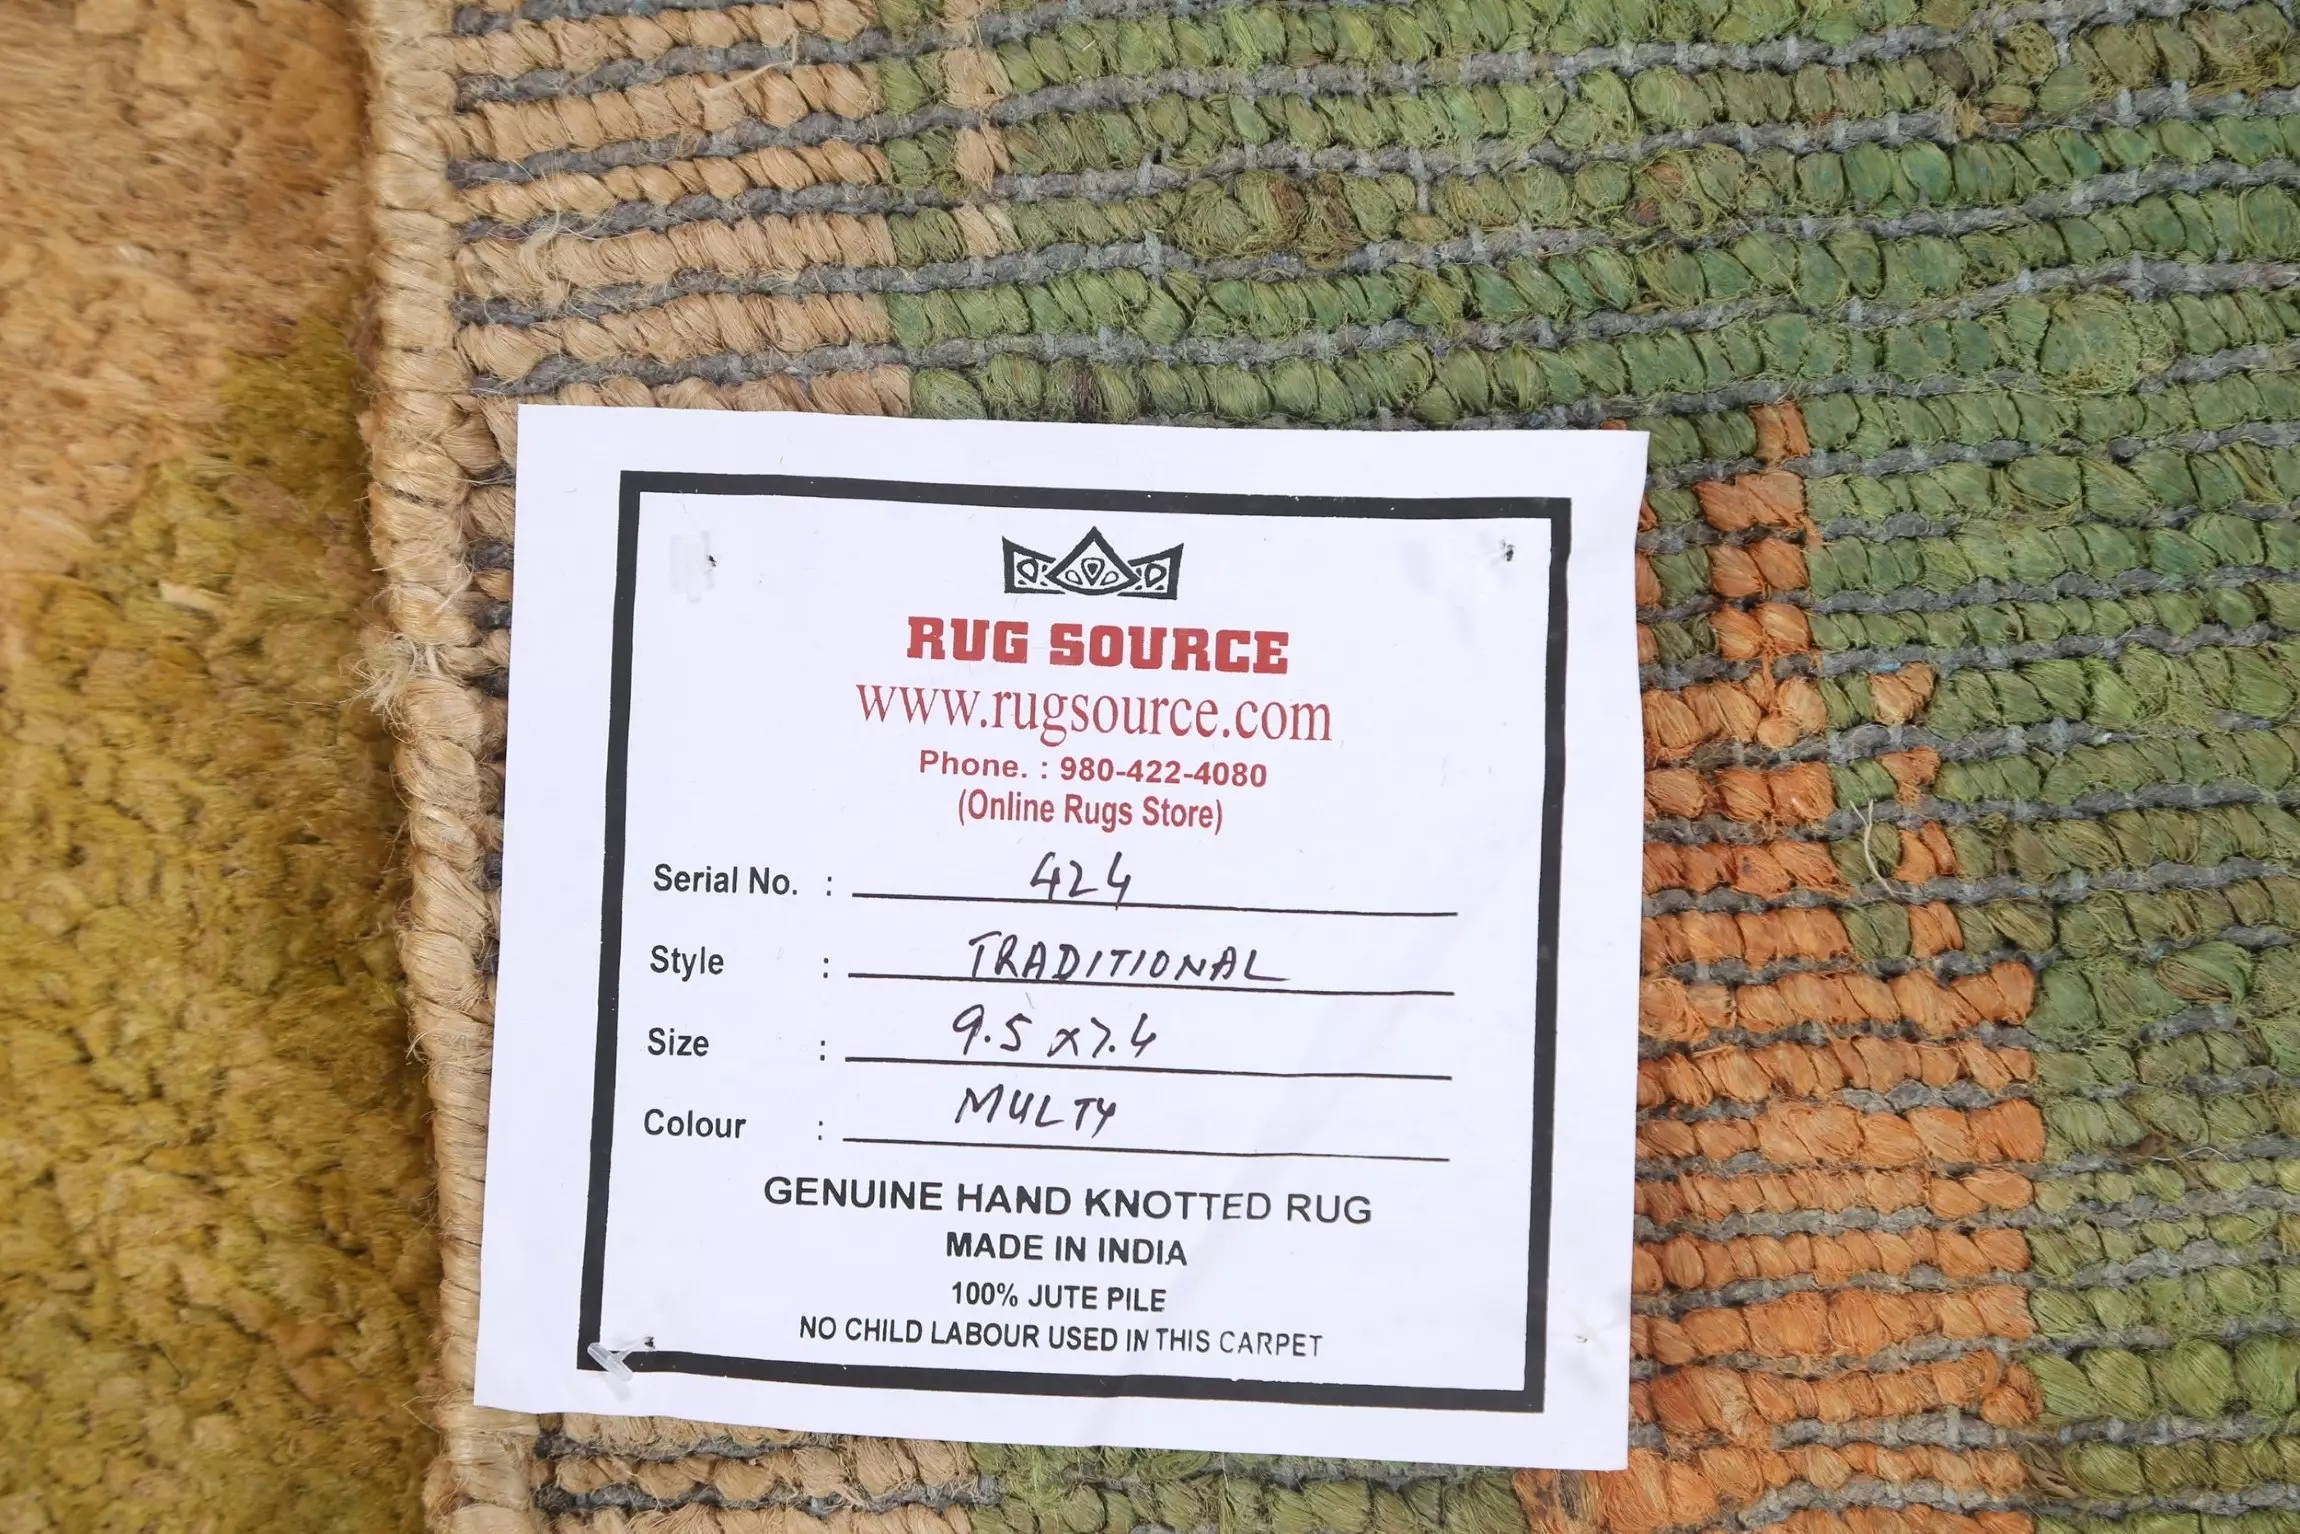 RUG SOURCE
www.rugsource.com
Phone. : 980-422-4080
(Online Rugs Store)
Serial No. : 424
Style : TRADITIONAL
Size : 9.5 x 7.4
Colour : MULTY
GENUINE HAND KNOTTED RUG
MADE IN INDIA
100% JUTE PILE
NO CHILD LABOUR USED IN THIS CARPET